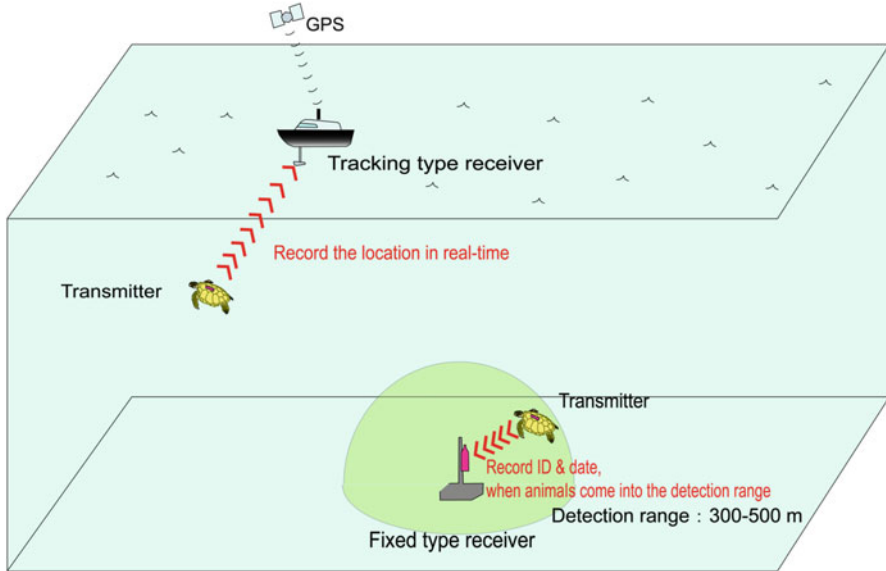 GPS
Tracking type receiver
Record the location in real-time
Transmitter
Transmitter
Record ID & date,
when animals come into the detection range
Detection range : 300-500 m
Fixed type receiver